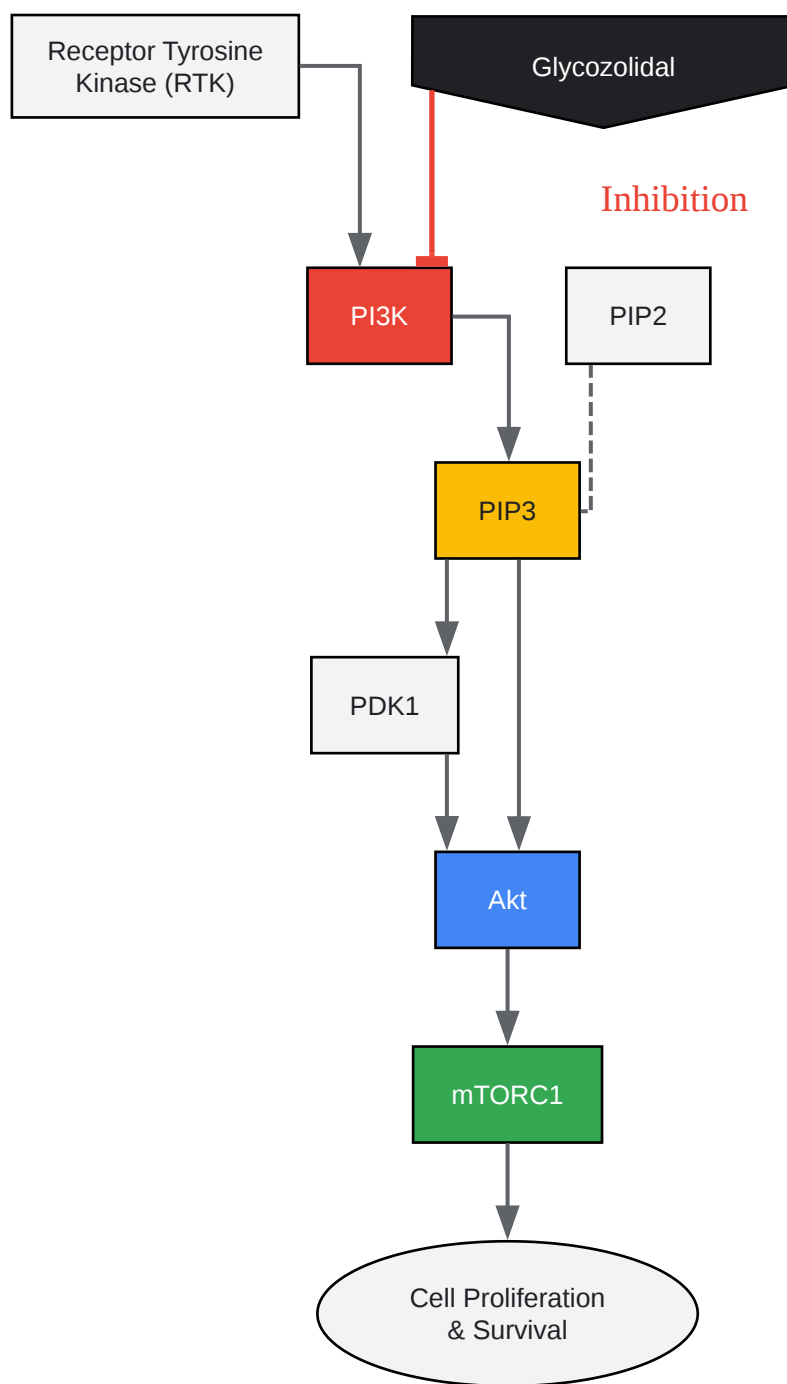 Receptor Tyrosine
Kinase (RTK)
Glycozolidal
Inhibition
PI3K
PIP2
PIP3
PDK1
Akt
mTORC1
Cell Proliferation
& Survival